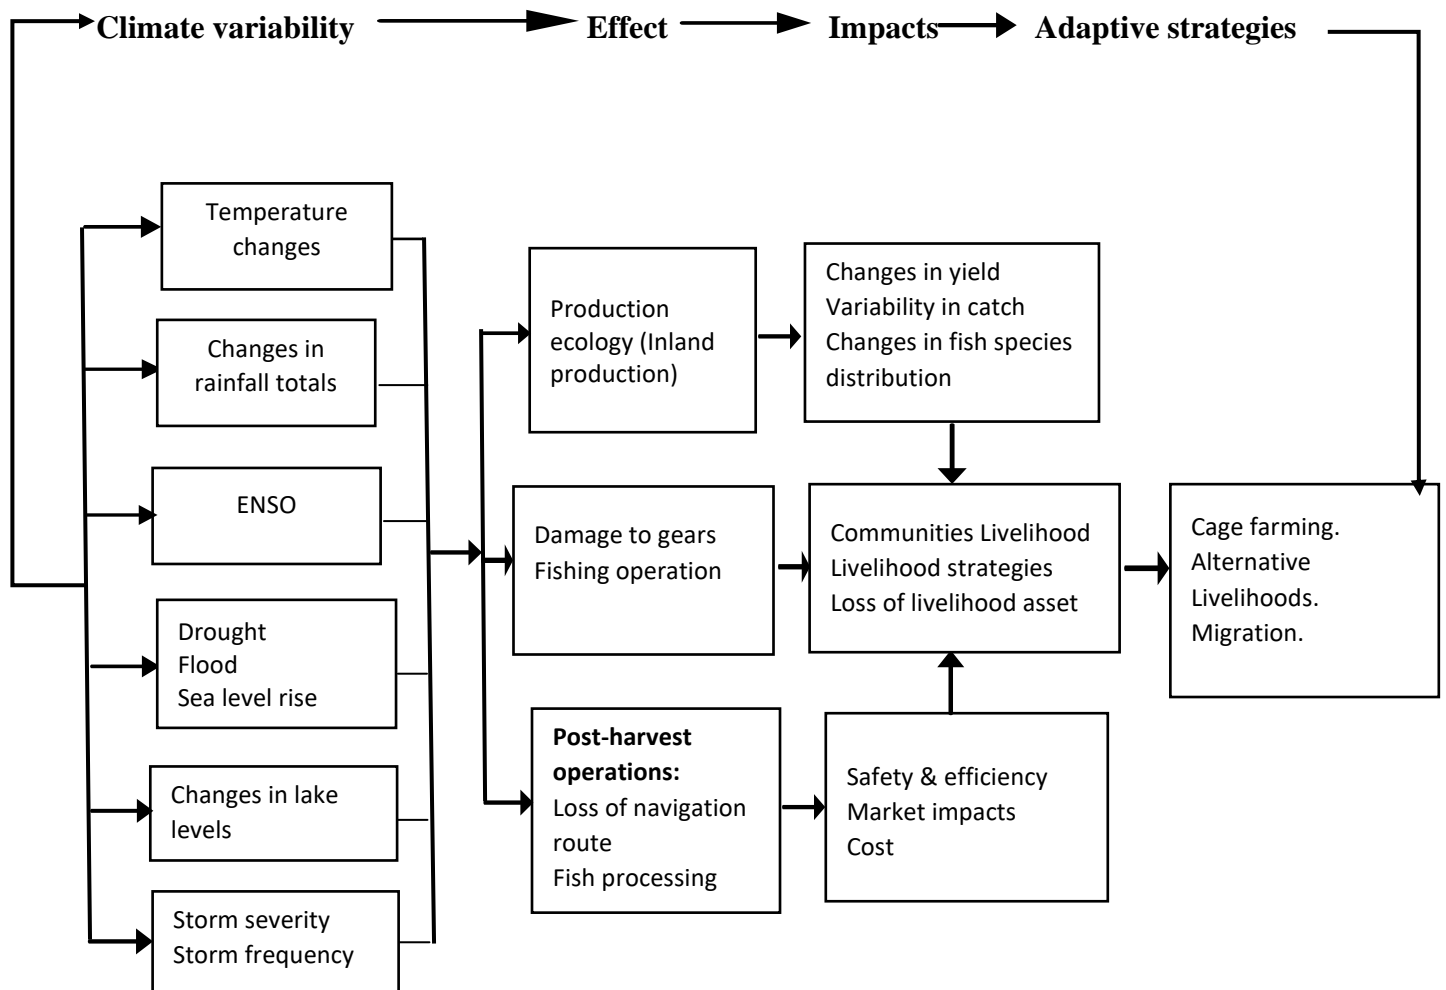 Climate variability
Effect
Impacts
Adaptive strategies
Temperature
changes
Changes in
rainfall totals
ENSO
Drought
Flood
Sea level rise
Changes in lake
levels
Storm severity
Storm frequency
Production
ecology (Inland
production)
Damage to gears
Fishing operation
Post-harvest
operations:
Loss of navigation
route
Fish processing
Changes in yield
Variability in catch
Changes in fish species
distribution
Communities Livelihood
Livelihood strategies
Loss of livelihood asset
Safety & efficiency
Market impacts
Cost
Cage farming.
Alternative
Livelihoods.
Migration.